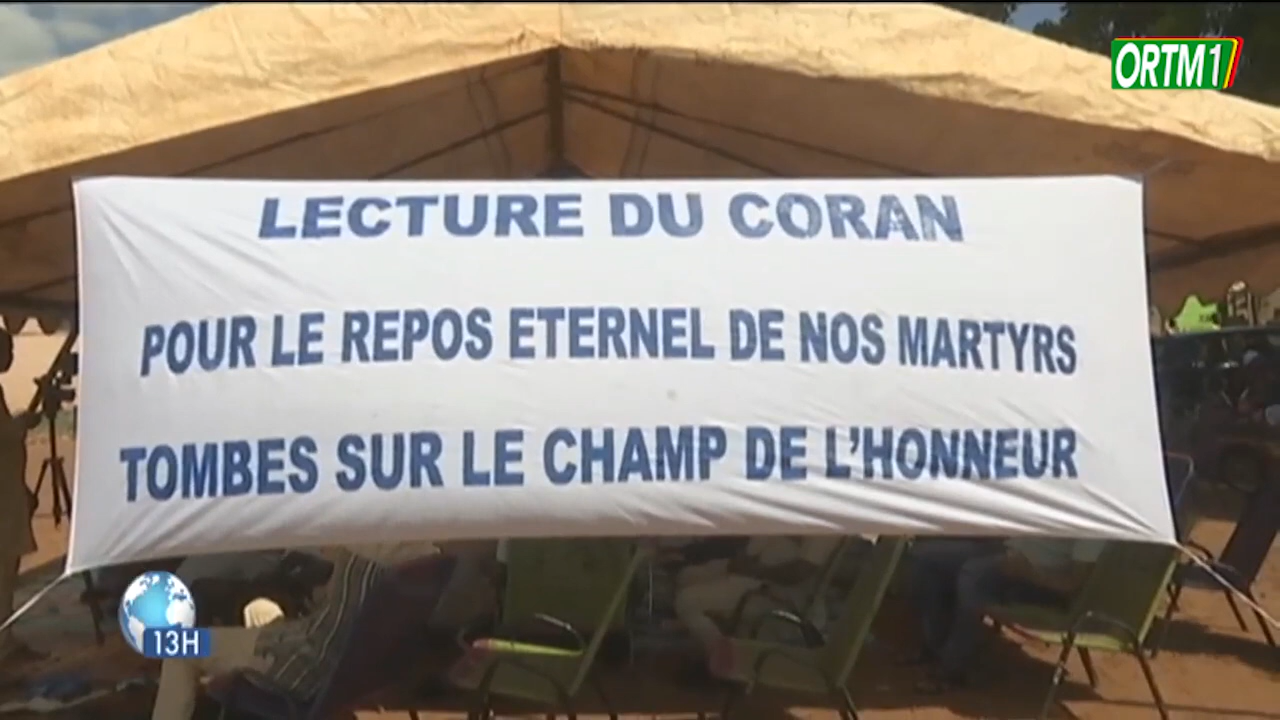 ORTM1
LECTURE DU CORAN
POUR LE REPOS ETERNEL DE NOS MARTYRS
TOMBES SUR LE CHAMP DE L'HONNEUR
13H